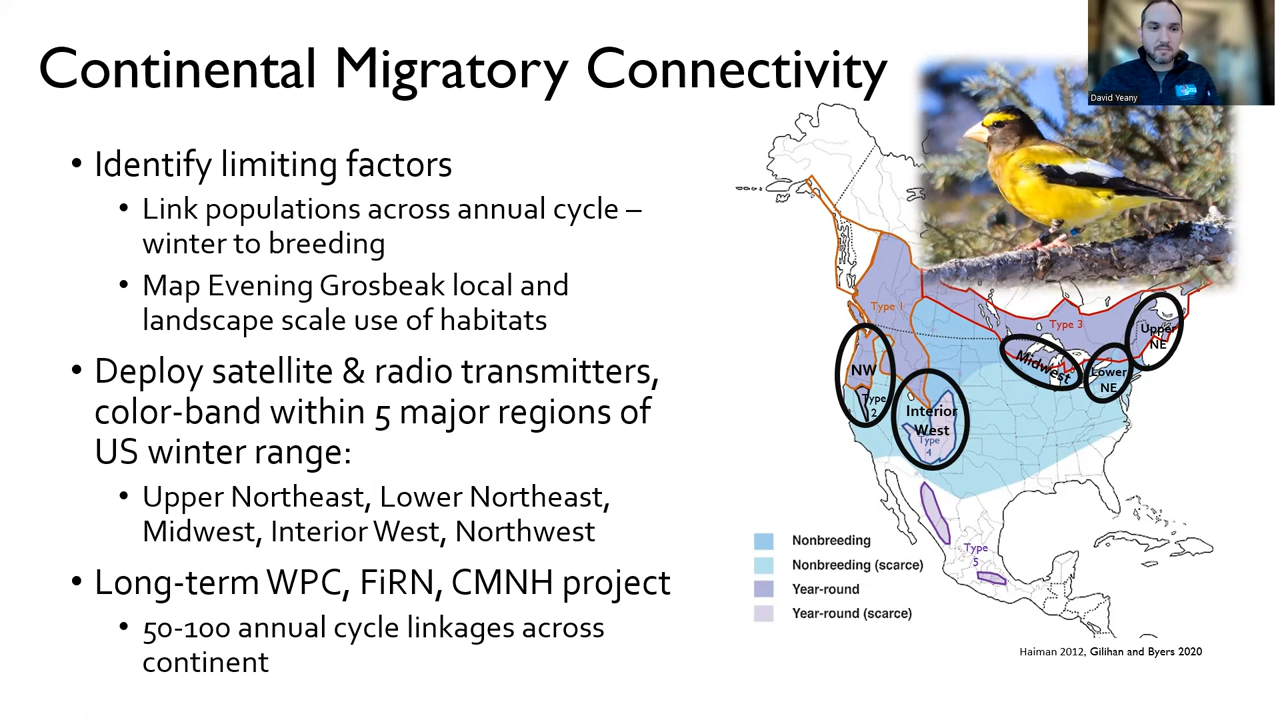 Continental Migratory Connectivity
David Yeany
• Identify limiting factors
• Link populations across annual cycle –
winter to breeding
• Map Evening Grosbeak local and
landscape scale use of habitats
• Deploy satellite & radio transmitters,
color-band within 5 major regions of
US winter range:
• Upper Northeast, Lower Northeast,
Midwest, Interior West, Northwest
• Long-term WPC, FiRN, CMNH project
• 50-100 annual cycle linkages across
continent
Type 1
Type 3
Upper
NE
Midwest
Lower
NE
NW
Type
2
Interior
West
Type
4
Type
5
Nonbreeding
Nonbreeding (scarce)
Year-round
Year-round (scarce)
Haiman 2012, Gilihan and Byers 2020